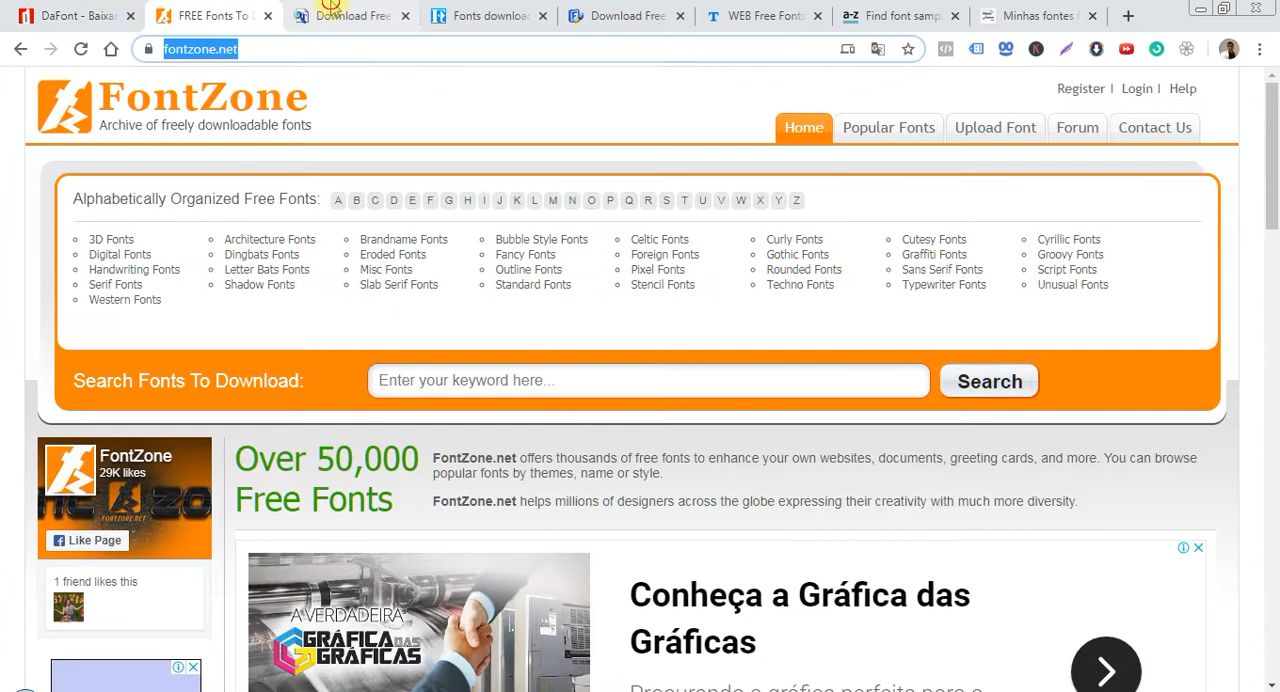 DaFont - Baixar
FREE Fonts To D
Download Free
Fonts downloa
Download Free
WEB Free Fonts
Find font samp
Minhas fontes f
fontzone.net
FontZone
Archive of freely downloadable fonts
Register | Login | Help
Home Popular Fonts Upload Font Forum Contact Us
Alphabetically Organized Free Fonts: A B C D E F G H I J K L M N O P Q R S T U V W X Y Z
3D Fonts Architecture Fonts Brandname Fonts Bubble Style Fonts Celtic Fonts Curly Fonts Cutesy Fonts Cyrillic Fonts
Digital Fonts Dingbats Fonts Eroded Fonts Fancy Fonts Foreign Fonts Gothic Fonts Graffiti Fonts Groovy Fonts
Handwriting Fonts Letter Bats Fonts Misc Fonts Outline Fonts Pixel Fonts Rounded Fonts Sans Serif Fonts Script Fonts
Serif Fonts Shadow Fonts Slab Serif Fonts Standard Fonts Stencil Fonts Techno Fonts Typewriter Fonts Unusual Fonts
Western Fonts
Search Fonts To Download: Enter your keyword here... Search
FontZone
29K likes
FONTZONE.NET
Like Page
1 friend likes this
Over 50,000
Free Fonts
FontZone.net offers thousands of free fonts to enhance your own websites, documents, greeting cards, and more. You can browse
popular fonts by themes, name or style.
FontZone.net helps millions of designers across the globe expressing their creativity with much more diversity.
A VERDADEIRA
GRÁFICA DAS
GRÁFICAS
Conheça a Gráfica das
Gráficas
Procurando a gráfica perfeita para o